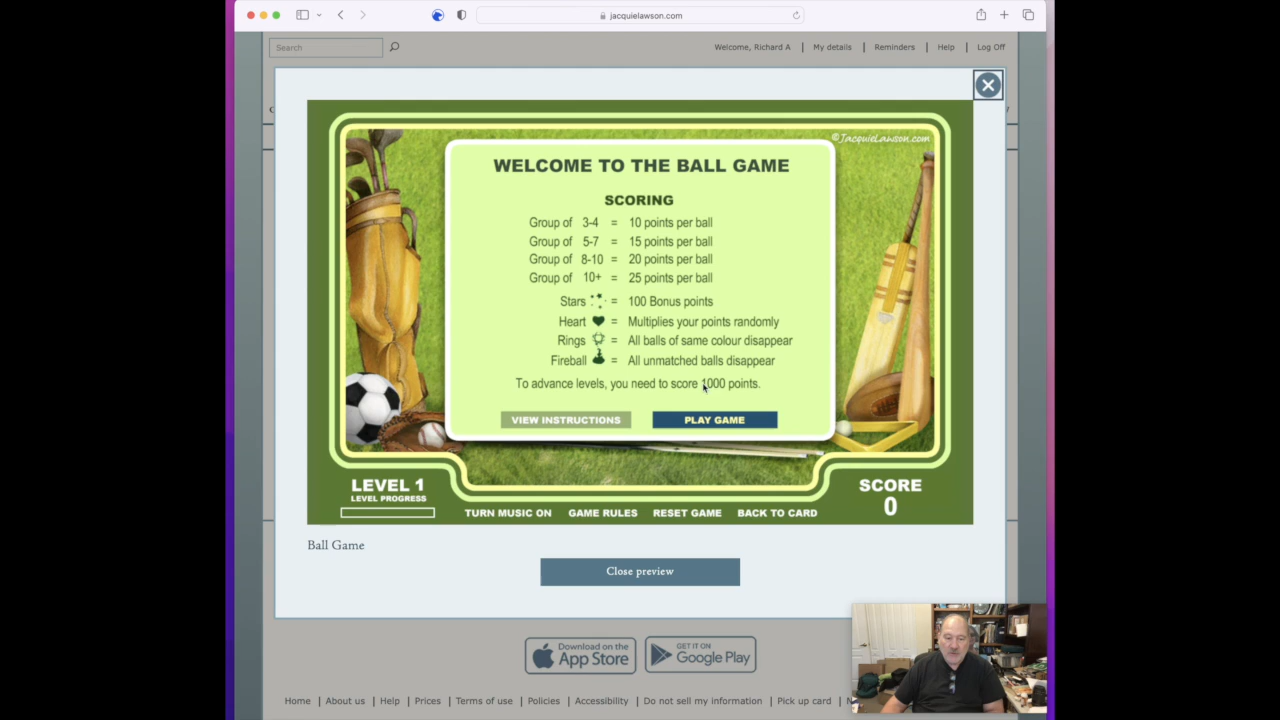 jacquielawson.com
Search
Welcome, Richard A | My details | Reminders | Help | Log Off
©JacquieLawson.com
WELCOME TO THE BALL GAME
SCORING
Group of 3-4 = 10 points per ball
Group of 5-7 = 15 points per ball
Group of 8-10 = 20 points per ball
Group of 10+ = 25 points per ball
Stars = 100 Bonus points
Heart = Multiplies your points randomly
Rings = All balls of same colour disappear
Fireball = All unmatched balls disappear
To advance levels, you need to score 1000 points.
VIEW INSTRUCTIONS
PLAY GAME
LEVEL 1
LEVEL PROGRESS
SCORE
0
TURN MUSIC ON GAME RULES RESET GAME BACK TO CARD
Ball Game
Close preview
Download on the
App Store
GET IT ON
Google Play
Home | About us | Help | Prices | Terms of use | Policies | Accessibility | Do not sell my information | Pick up card |